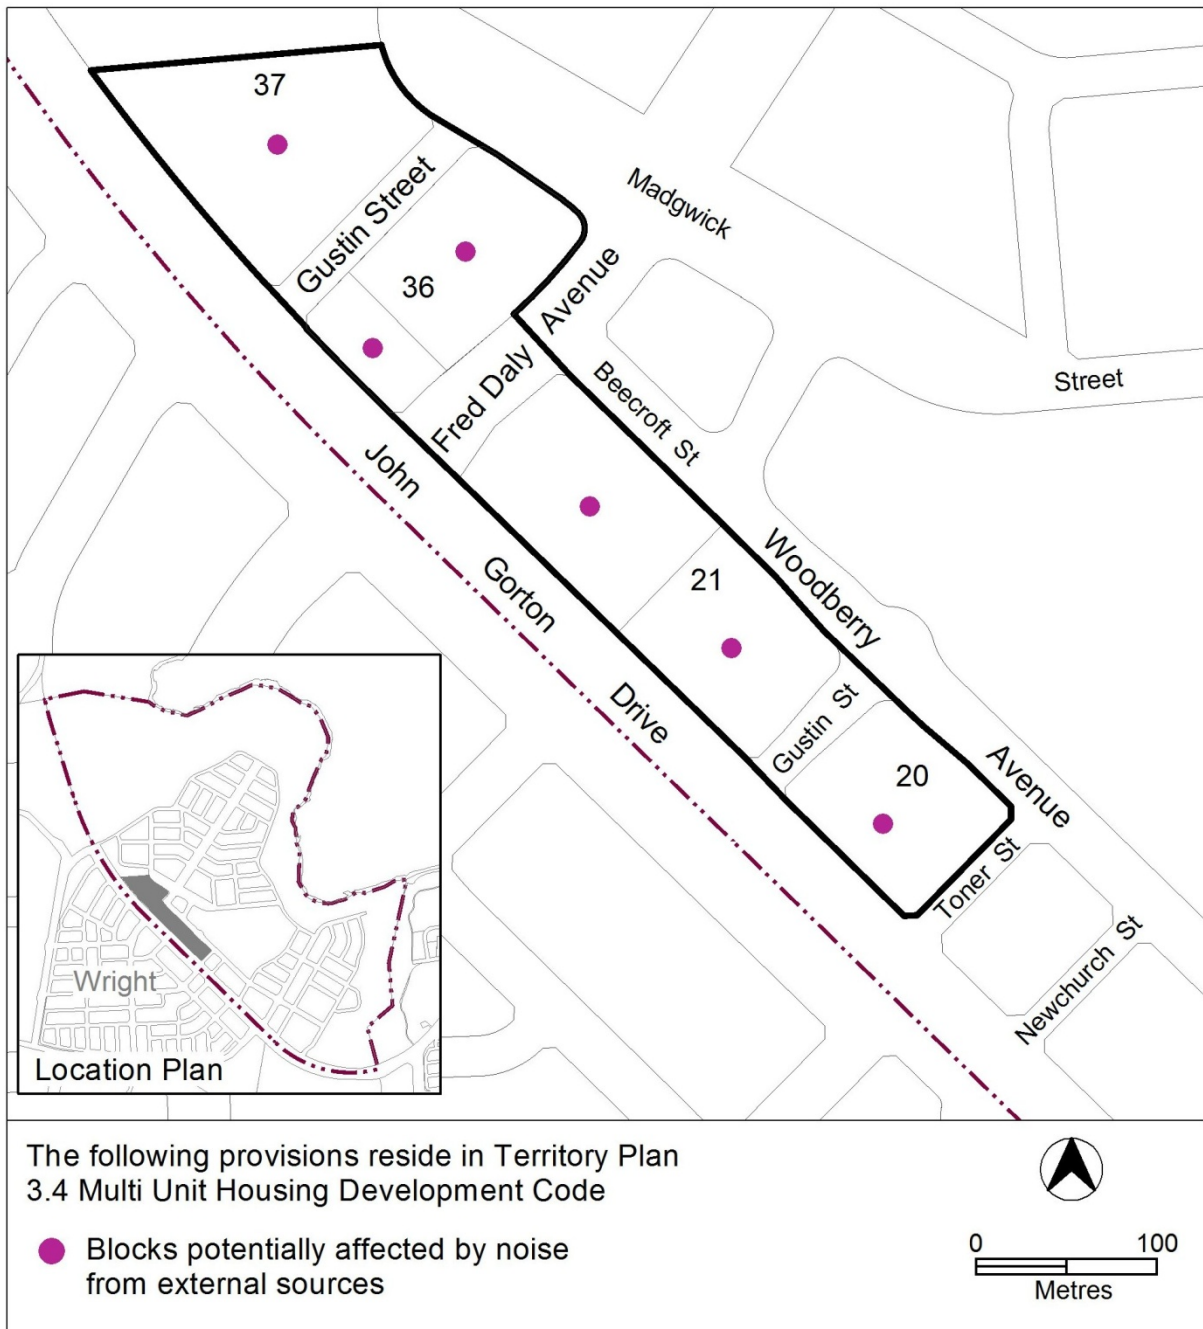 37
Gustin Street
36
Madgwick
Street
Fred Daly Avenue
Beecroft St
John Gorton Drive
21
Woodberry Avenue
Gustin St
20
Toner St
Newchurch St
Wright
Location Plan
The following provisions reside in Territory Plan
3.4 Multi Unit Housing Development Code
Blocks potentially affected by noise
from external sources
0 100
Metres